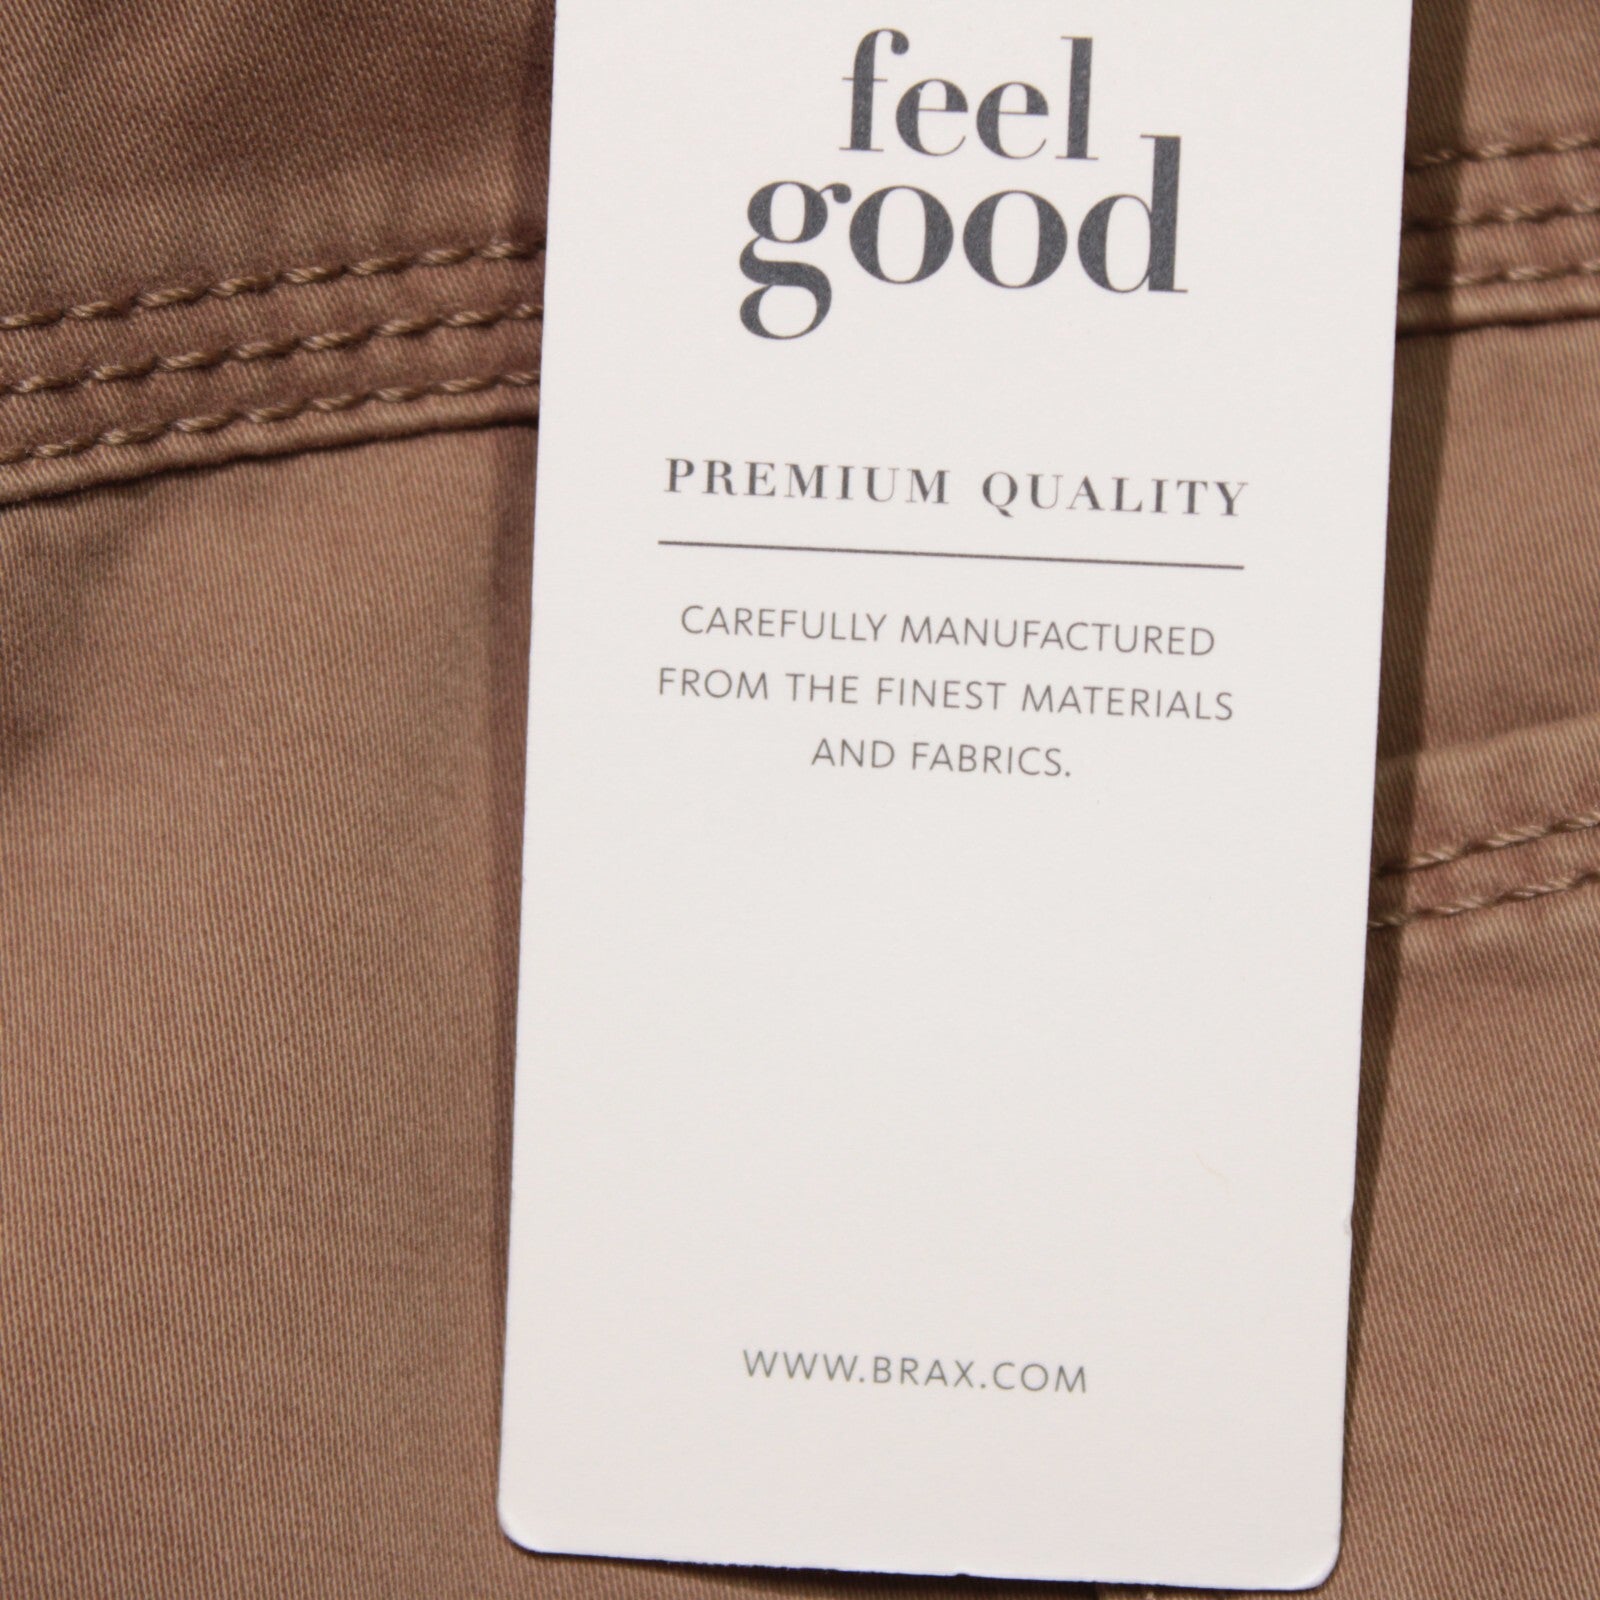 feel
good
PREMIUM QUALITY
CAREFULLY MANUFACTURED
FROM THE FINEST MATERIALS
AND FABRICS.
WWW.BRAX.COM